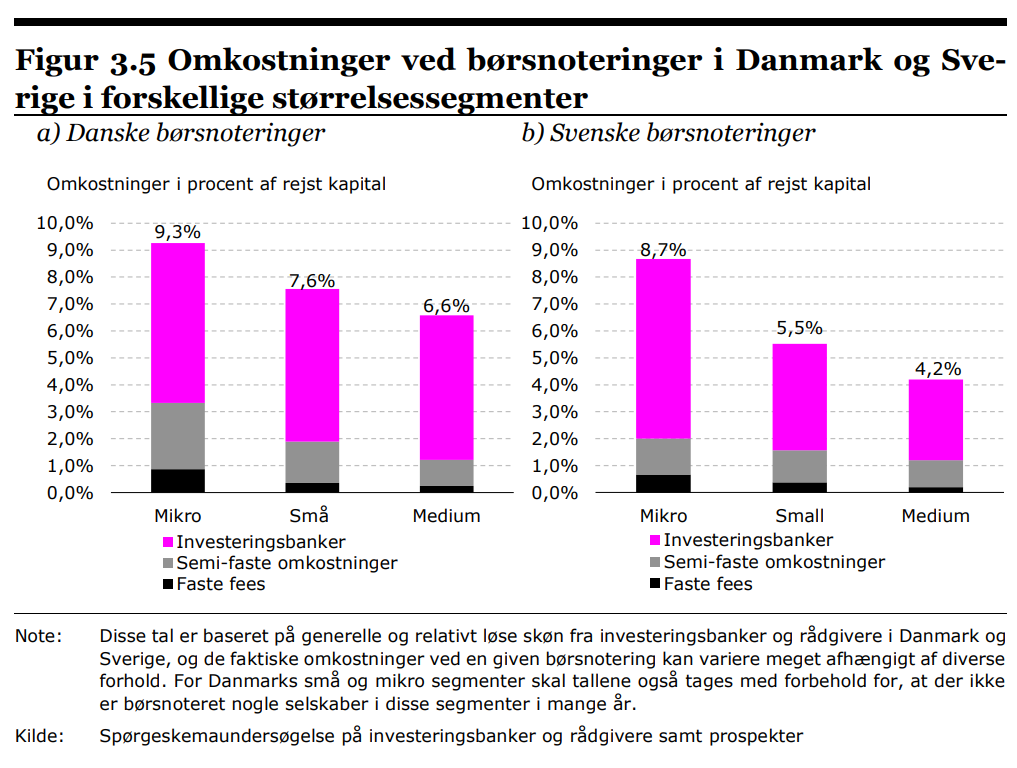 Figur 3.5 Omkostninger ved børsnoteringer i Danmark og Sve-
rige i forskellige størrelsessegmenter
a) Danske børsnoteringer
Omkostninger i procent af rejst kapital
10,0%
9,0%
8,0%
7,0%
6,0%
5,0%
4,0%
3,0%
2,0%
1,0%
0,0%
9,3%
7,6%
6,6%
Mikro
Små
Medium
Investeringsbanker
Semi-faste omkostninger
Faste fees
b) Svenske børsnoteringer
Omkostninger i procent af rejst kapital
10,0%
9,0%
8,0%
7,0%
6,0%
5,0%
4,0%
3,0%
2,0%
1,0%
0,0%
8,7%
5,5%
4,2%
Mikro
Small
Medium
Investeringsbanker
Semi-faste omkostninger
Faste fees
Note: Disse tal er baseret på generelle og relativt løse skøn fra investeringsbanker og rådgivere i Danmark og
Sverige, og de faktiske omkostninger ved en given børsnotering kan variere meget afhængigt af diverse
forhold. For Danmarks små og mikro segmenter skal tallene også tages med forbehold for, at der ikke
er børsnoteret nogle selskaber i disse segmenter i mange år.
Kilde: Spørgeskemaundersøgelse på investeringsbanker og rådgivere samt prospekter